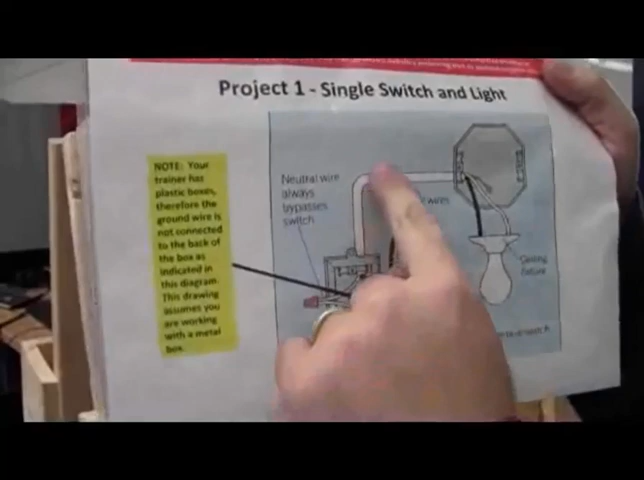 Project 1 - Single Switch and Light
NOTE: Your
trainer has
plastic boxes,
therefore the
ground wire is
not connected
to the back of
the box as
indicated in
this diagram.
This drawing
assumes you
are working
with a metal
box.
Neutral wire
always
bypasses
switch
wires
Ceiling
fixture